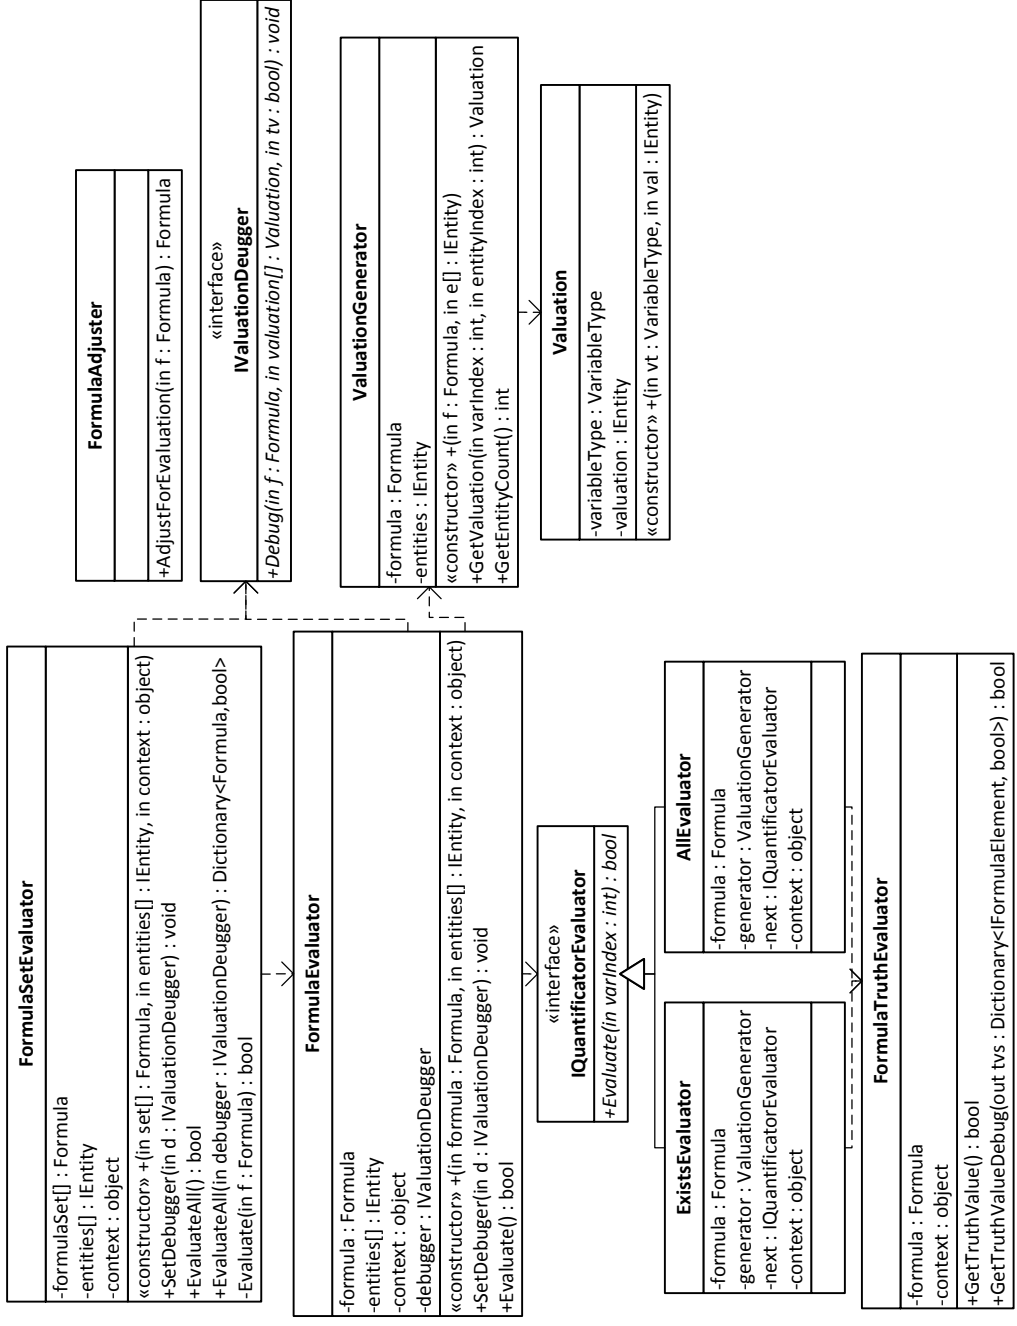 FormulaSetEvaluator
-formulaSet[] : Formula
-entities[] : IEntity
-context : object
«constructor» +(in set[] : Formula, in entities[] : IEntity, in context : object)
+SetDebugger(in d : IValuationDeugger) : void
+EvaluateAll() : bool
+EvaluateAll(in debugger : IValuationDeugger) : Dictionary<Formula,bool>
-Evaluate(in f : Formula) : bool
FormulaAdjuster
+AdjustForEvaluation(in f : Formula) : Formula
«interface»
IValuationDeugger
+Debug(in f : Formula, in valuation[] : Valuation, in tv : bool) : void
FormulaEvaluator
-formula : Formula
-entities[] : IEntity
-context : object
-debugger : IValuationDeugger
«constructor» +(in formula : Formula, in entities[] : IEntity, in context : object)
+SetDebuger(in d : IValuationDeugger) : void
+Evaluate() : bool
ValuationGenerator
-formula : Formula
-entities : IEntity
«constructor» +(in f : Formula, in e[] : IEntity)
+GetValuation(in varIndex : int, in entityIndex : int) : Valuation
+GetEntityCount() : int
Valuation
-variableType : VariableType
-valuation : IEntity
«constructor» +(in vt : VariableType, in val : IEntity)
«interface»
IQuantificatorEvaluator
+Evaluate(in varIndex : int) : bool
ExistsEvaluator
-formula : Formula
-generator : ValuationGenerator
-next : IQuantificatorEvaluator
-context : object
AllEvaluator
-formula : Formula
-generator : ValuationGenerator
-next : IQuantificatorEvaluator
-context : object
FormulaTruthEvaluator
-formula : Formula
-context : object
+GetTruthValue() : bool
+GetTruthValueDebug(out tvs : Dictionary<IFormulaElement, bool>) : bool